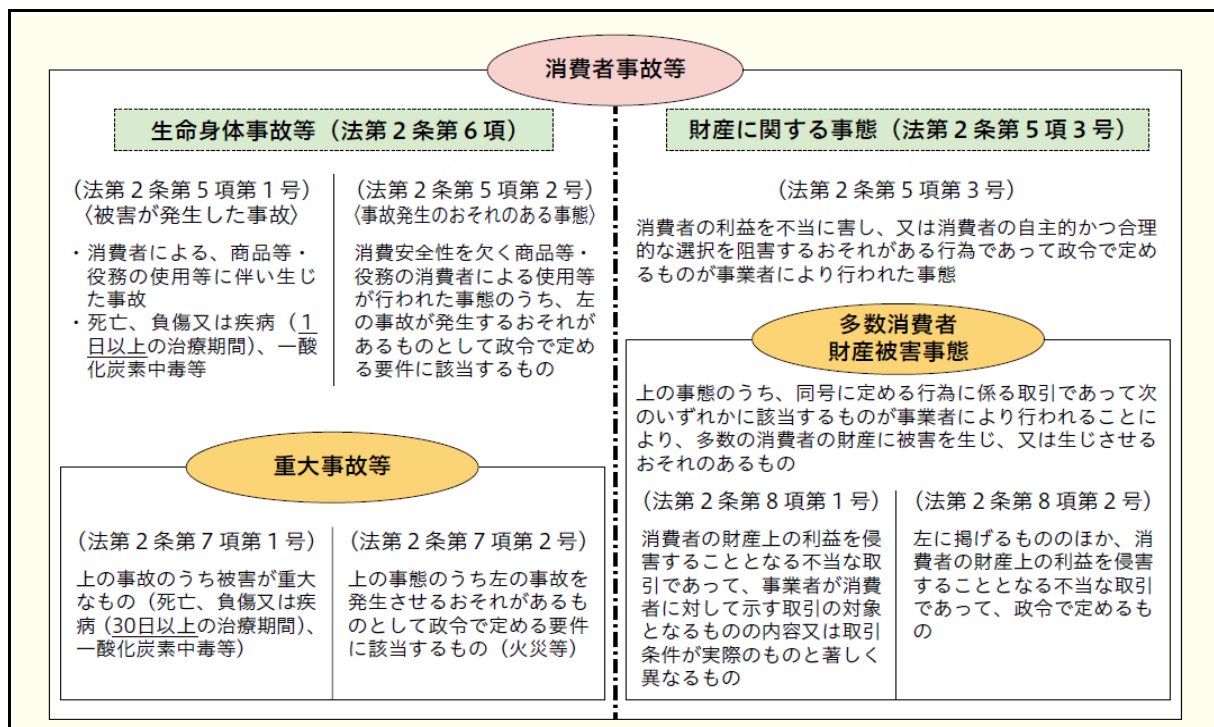 消費者事故等
生命身体事故等（法第２条第６項）
（法第２条第５項第１号）
〈被害が発生した事故〉
・消費者による、商品等・
役務の使用等に伴い生じ
た事故
・死亡、負傷又は疾病（１
日以上の治療期間）、一酸
化炭素中毒等
（法第２条第５項第２号）
〈事故発生のおそれのある事態〉
消費安全性を欠く商品等・
役務の消費者による使用等
が行われた事態のうち、左
の事故が発生するおそれが
あるものとして政令で定め
る要件に該当するもの
重大事故等
（法第２条第７項第１号）
上の事故のうち被害が重大
なもの（死亡、負傷又は疾
病（30日以上の治療期間）、
一酸化炭素中毒等）
（法第２条第７項第２号）
上の事態のうち左の事故を
発生させるおそれがあるも
のとして政令で定める要件
に該当するもの（火災等）
財産に関する事態（法第２条第５項３号）
（法第２条第５項第３号）
消費者の利益を不当に害し、又は消費者の自主的かつ合理
的な選択を阻害するおそれがある行為であって政令で定め
るものが事業者により行われた事態
多数消費者
財産被害事態
上の事態のうち、同号に定める行為に係る取引であって次
のいずれかに該当するものが事業者により行われることに
より、多数の消費者の財産に被害を生じ、又は生じさせる
おそれのあるもの
（法第２条第８項第１号）
消費者の財産上の利益を侵
害することとなる不当な取
引であって、事業者が消費
者に対して示す取引の対象
となるものの内容又は取引
条件が実際のものと著しく
異なるもの
（法第２条第８項第２号）
左に掲げるもののほか、消
費者の財産上の利益を侵害
することとなる不当な取引
であって、政令で定めるも
の